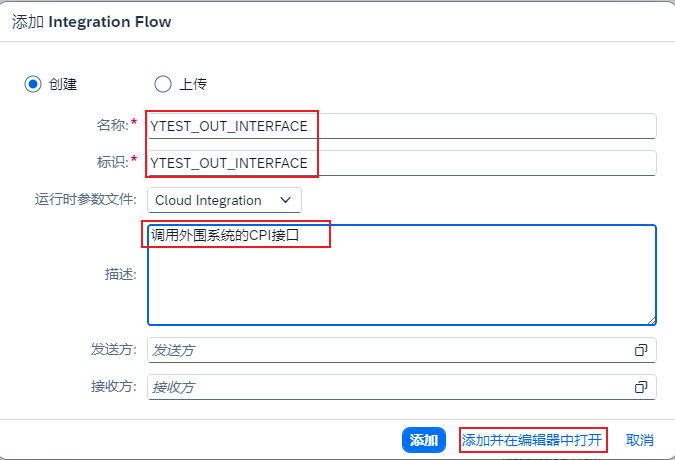 添加 Integration Flow
创建 上传
名称:* YTEST_OUT_INTERFACE
标识:* YTEST_OUT_INTERFACE
运行时参数文件: Cloud Integration
描述: 调用外围系统的CPI接口
发送方: 发送方
接收方: 接收方
添加 添加并在编辑器中打开 取消